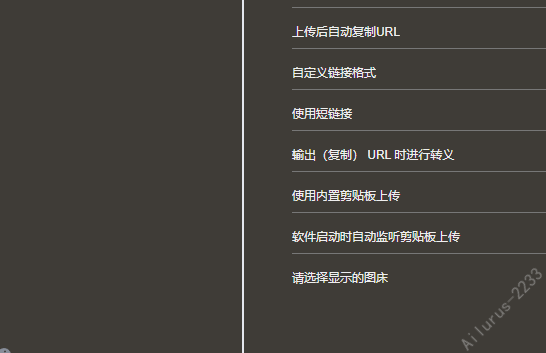 上传后自动复制URL
自定义链接格式
使用短链接
输出（复制） URL 时进行转义
使用内置剪贴板上传
软件启动时自动监听剪贴板上传
请选择显示的图床
Ailurus-2233